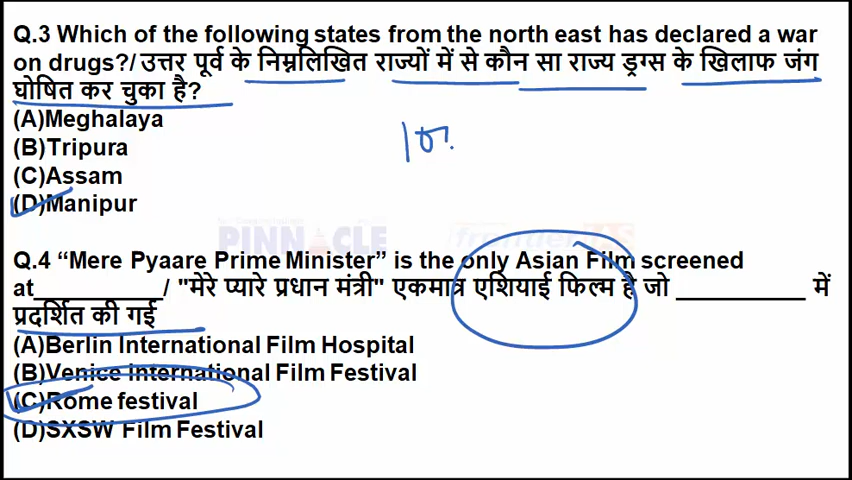 Q.3 Which of the following states from the north east has declared a war
on drugs?/ उत्तर पूर्व के निम्नलिखित राज्यों में से कौन सा राज्य ड्रग्स के खिलाफ जंग
घोषित कर चुका है?
(A)Meghalaya
(B)Tripura
(C)Assam
(D)Manipur
PINNACLE
Q.4 “Mere Pyaare Prime Minister” is the only Asian Film screened
at__________/ "मेरे प्यारे प्रधान मंत्री" एकमात्र एशियाई फिल्म है जो __________ में
प्रदर्शित की गई
(A)Berlin International Film Hospital
(B)Venice International Film Festival
(C)Rome festival
(D)SXSW Film Festival